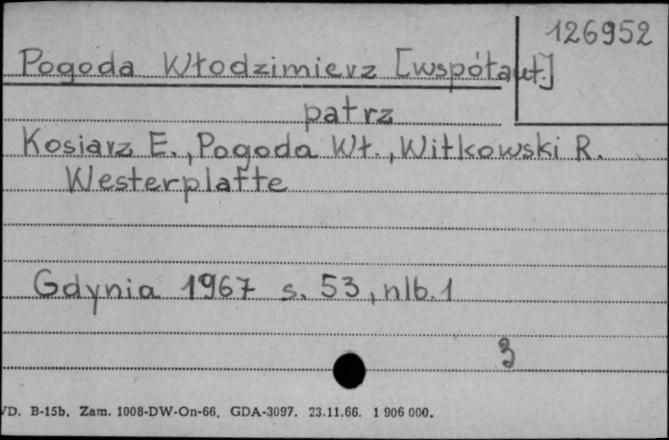 126952
Pogoda Włodzimierz [współaut.]
patrz
Kosiarz E., Pogoda Wł., Witkowski R.
Westerplatte
Gdynia 1967 s. 53, nlb. 1
3
VD. B-15b. Zam. 1008-DW-On-66. GDA-3097. 23.11.66. 1 906 000.